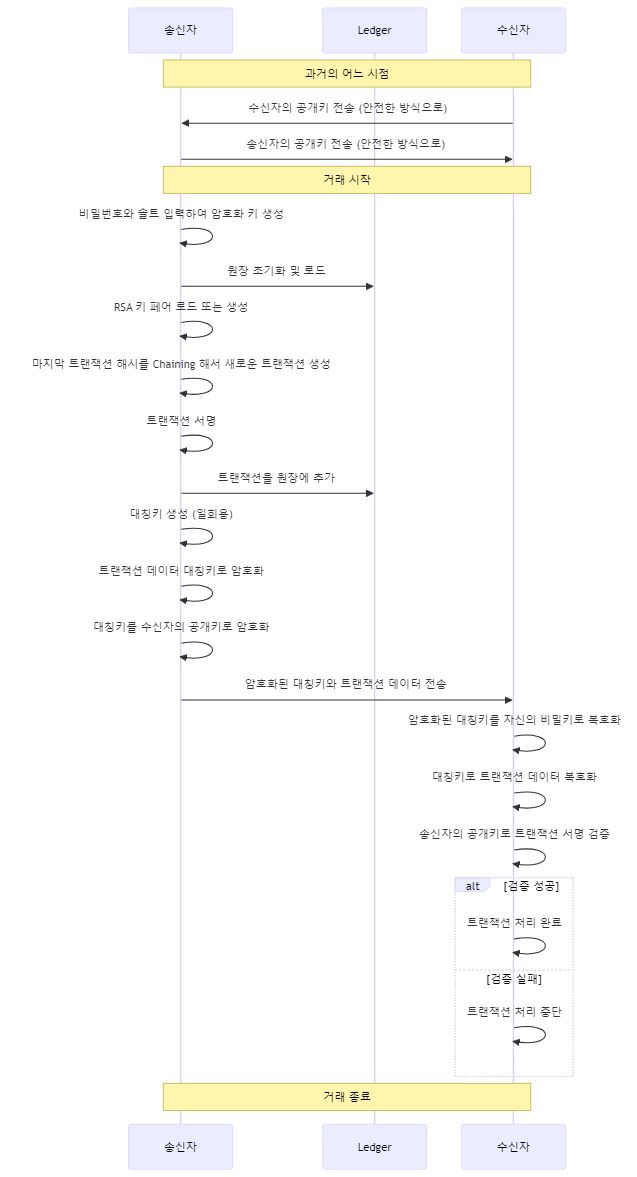 송신자
Ledger
수신자
과거의 어느 시점
수신자의 공개키 전송 (안전한 방식으로)
송신자의 공개키 전송 (안전한 방식으로)
거래 시작
비밀번호와 솔트 입력하여 암호화 키 생성
원장 초기화 및 로드
RSA 키 페어 로드 또는 생성
마지막 트랜잭션 해시를 Chaining 해서 새로운 트랜잭션 생성
트랜잭션 서명
트랜잭션을 원장에 추가
대칭키 생성 (일회용)
트랜잭션 데이터 대칭키로 암호화
대칭키를 수신자의 공개키로 암호화
암호화된 대칭키와 트랜잭션 데이터 전송
암호화된 대칭키를 자신의 비밀키로 복호화
대칭키로 트랜잭션 데이터 복호화
송신자의 공개키로 트랜잭션 서명 검증
alt [검증 성공]
트랜잭션 처리 완료
[검증 실패]
트랜잭션 처리 중단
거래 종료
송신자
Ledger
수신자